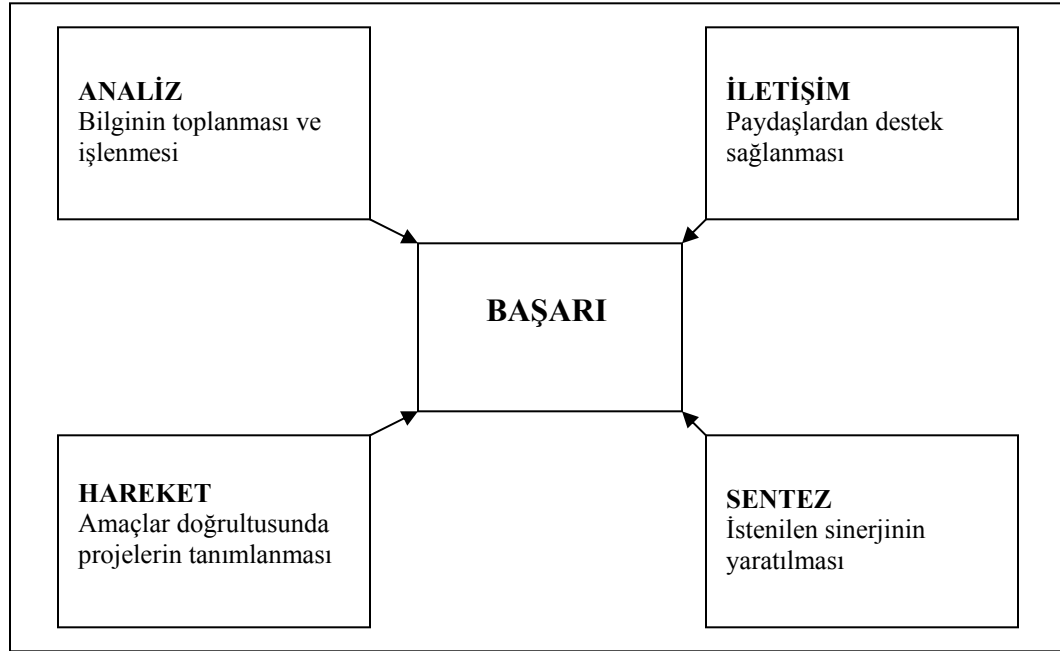 ANALİZ
Bilginin toplanması ve
işlenmesi
İLETİŞİM
Paydaşlardan destek
sağlanması
BAŞARI
HAREKET
Amaçlar doğrultusunda
projelerin tanımlanması
SENTEZ
İstenilen sinerjinin
yaratılması